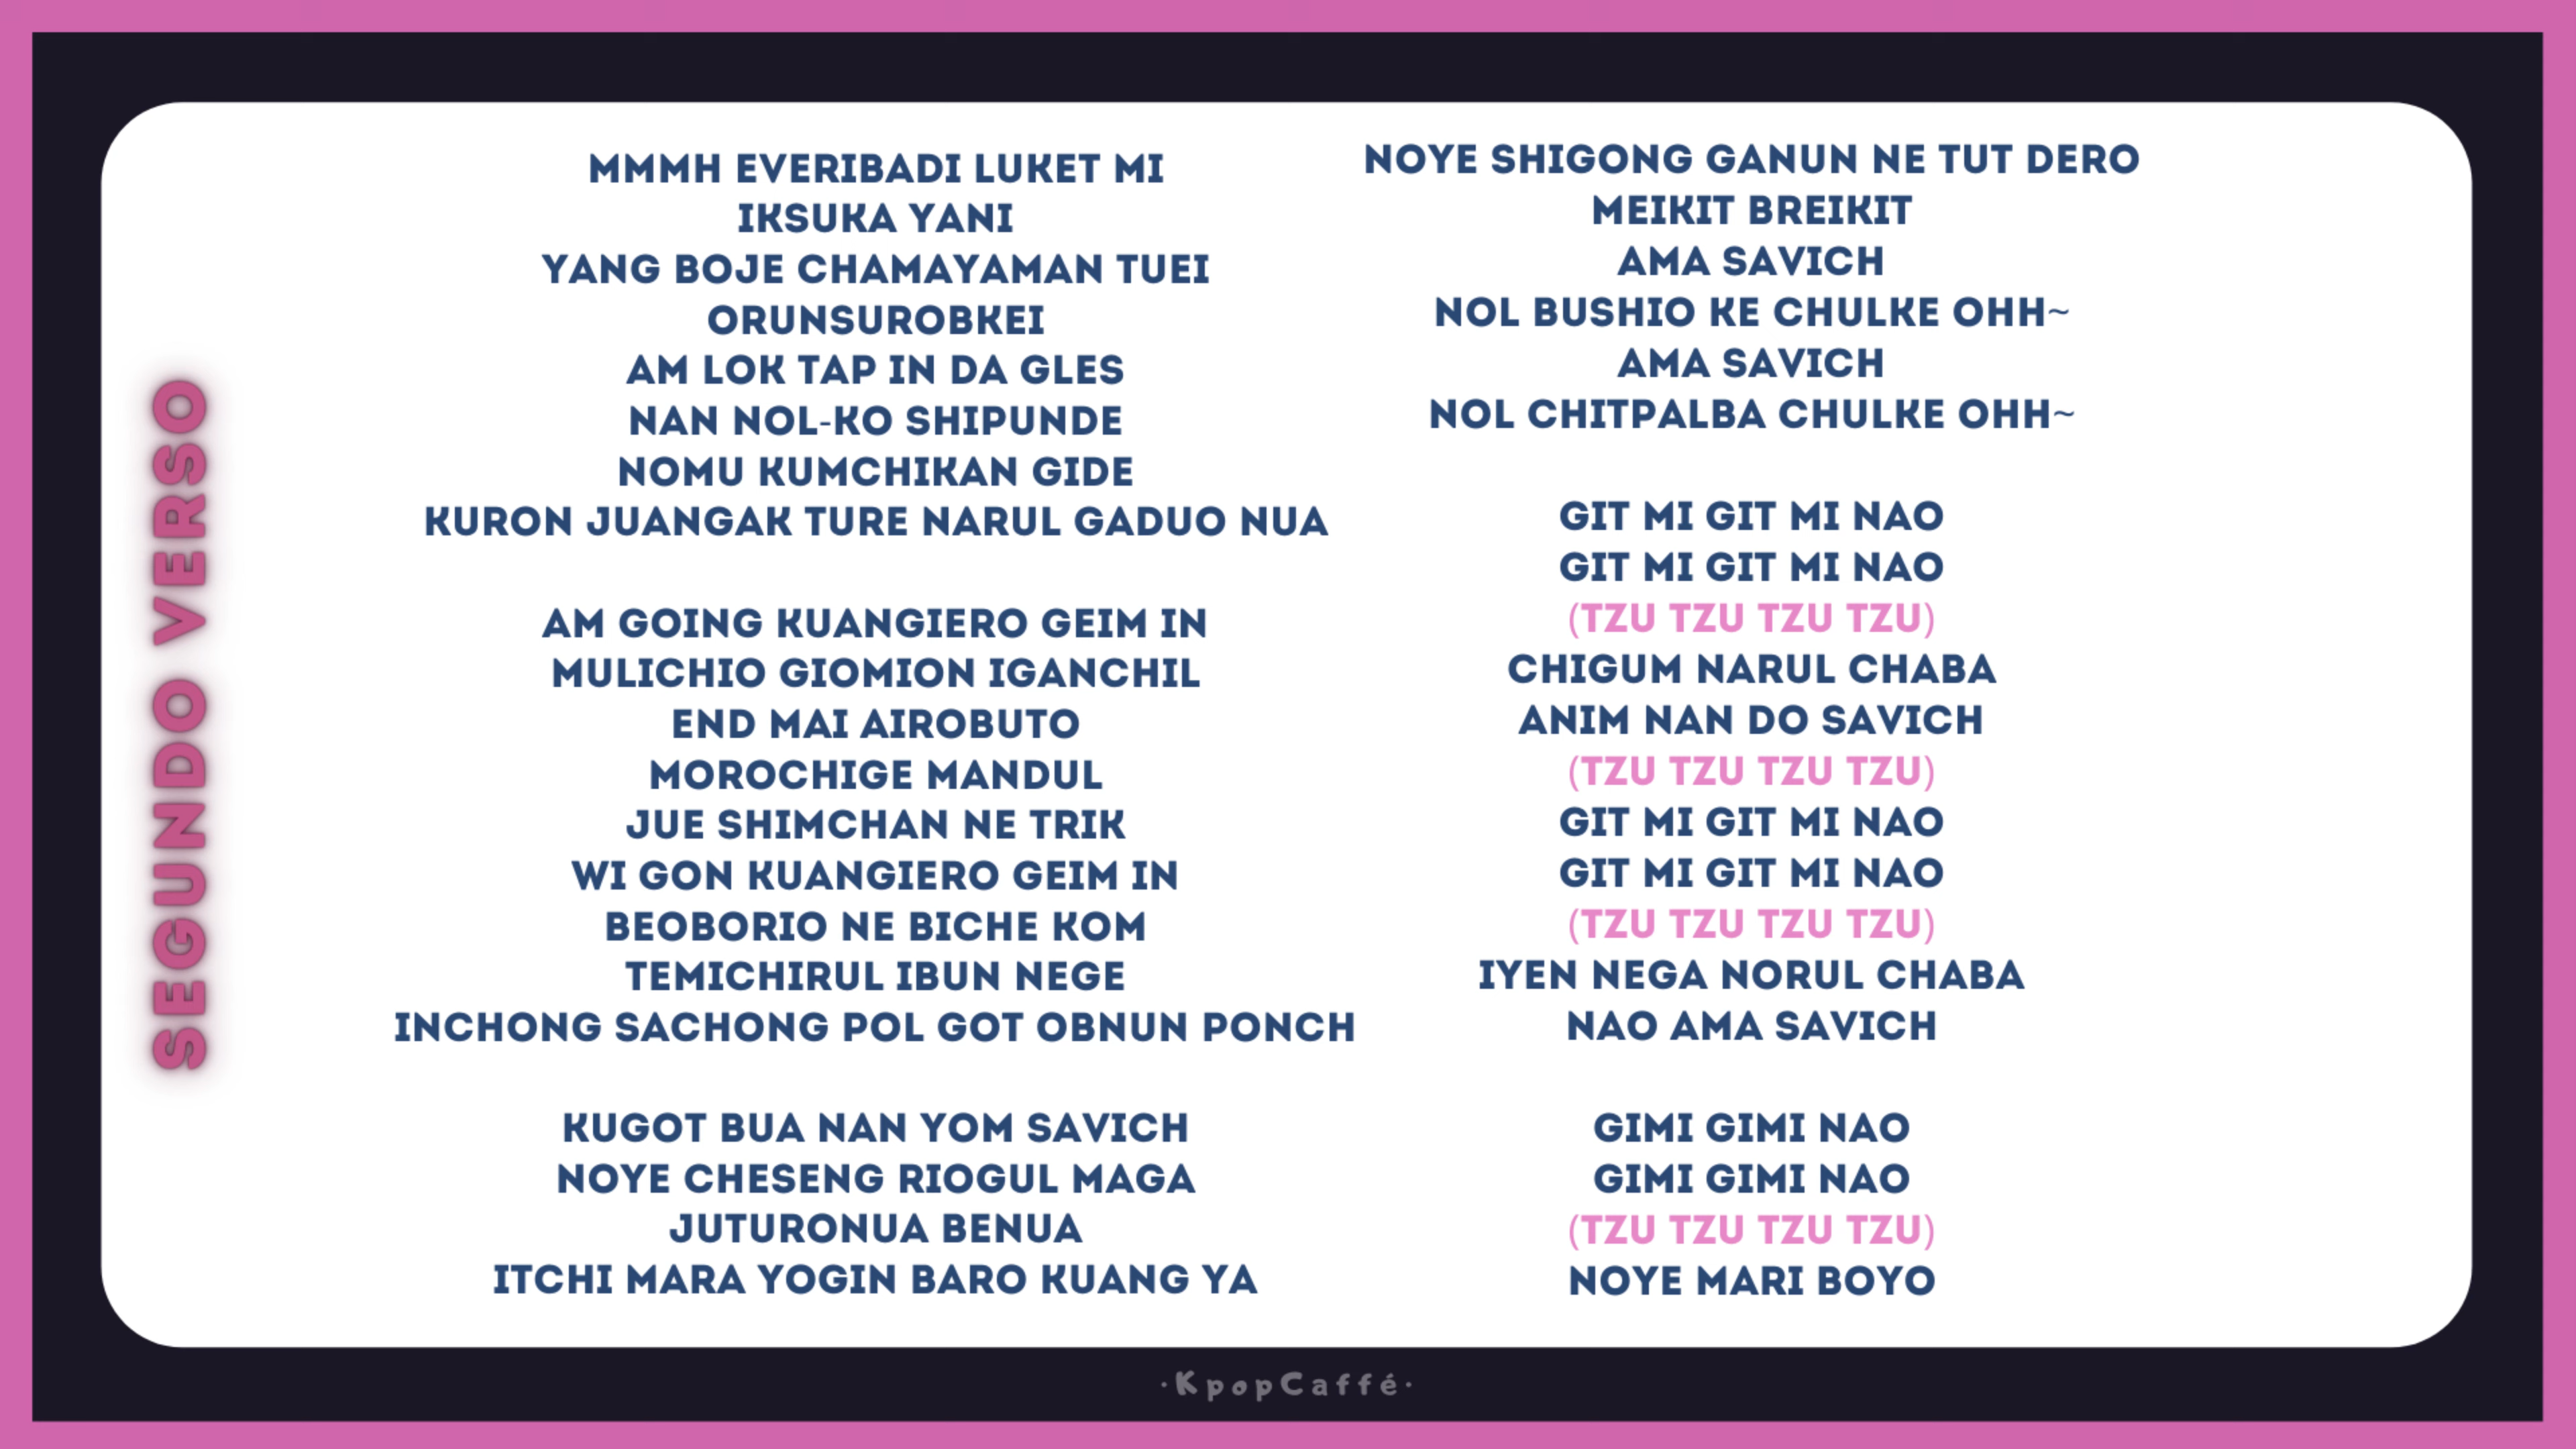 SEGUNDO VERSO
MMMH EVERIBADI LUKET MI
IKSUKA YANI
YANG BOJE CHAMAYAMAN TUEI
ORUNSUROBKEI
AM LOK TAP IN DA GLES
NAN NOL-KO SHIPUNDE
NOMU KUMCHIKAN GIDE
KURON JUANGAK TURE NARUL GADUO NUA
AM GOING KUANGIERO GEIM IN
MULICHIO GIOMION IGANCHIL
END MAI AIROBUTO
MOROCHIGE MANDUL
JUE SHIMCHAN NE TRIK
WI GON KUANGIERO GEIM IN
BEOBORIO NE BICHE KOM
TEMICHIRUL IBUN NEGE
INCHONG SACHONG POL GOT OBNUN PONCH
KUGOT BUA NAN YOM SAVICH
NOYE CHESENG RIOGUL MAGA
JUTURONUA BENUA
ITCHI MARA YOGIN BARO KUANG YA
NOYE SHIGONG GANUN NE TUT DERO
MEIKIT BREIKIT
AMA SAVICH
NOL BUSHIO KE CHULKE OHH~
AMA SAVICH
NOL CHITPALBA CHULKE OHH~
GIT MI GIT MI NAO
GIT MI GIT MI NAO
(TZU TZU TZU TZU)
CHIGUM NARUL CHABA
ANIM NAN DO SAVICH
(TZU TZU TZU TZU)
GIT MI GIT MI NAO
GIT MI GIT MI NAO
(TZU TZU TZU TZU)
IYEN NEGA NORUL CHABA
NAO AMA SAVICH
GIMI GIMI NAO
GIMI GIMI NAO
(TZU TZU TZU TZU)
NOYE MARI BOYO
·KpopCaffé·